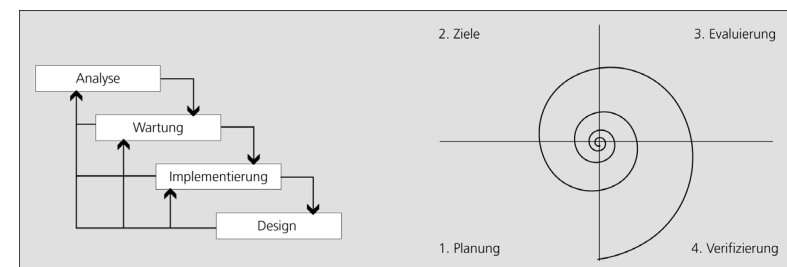 Analyse
Wartung
Implementierung
Design
2. Ziele
3. Evaluierung
1. Planung
4. Verifizierung